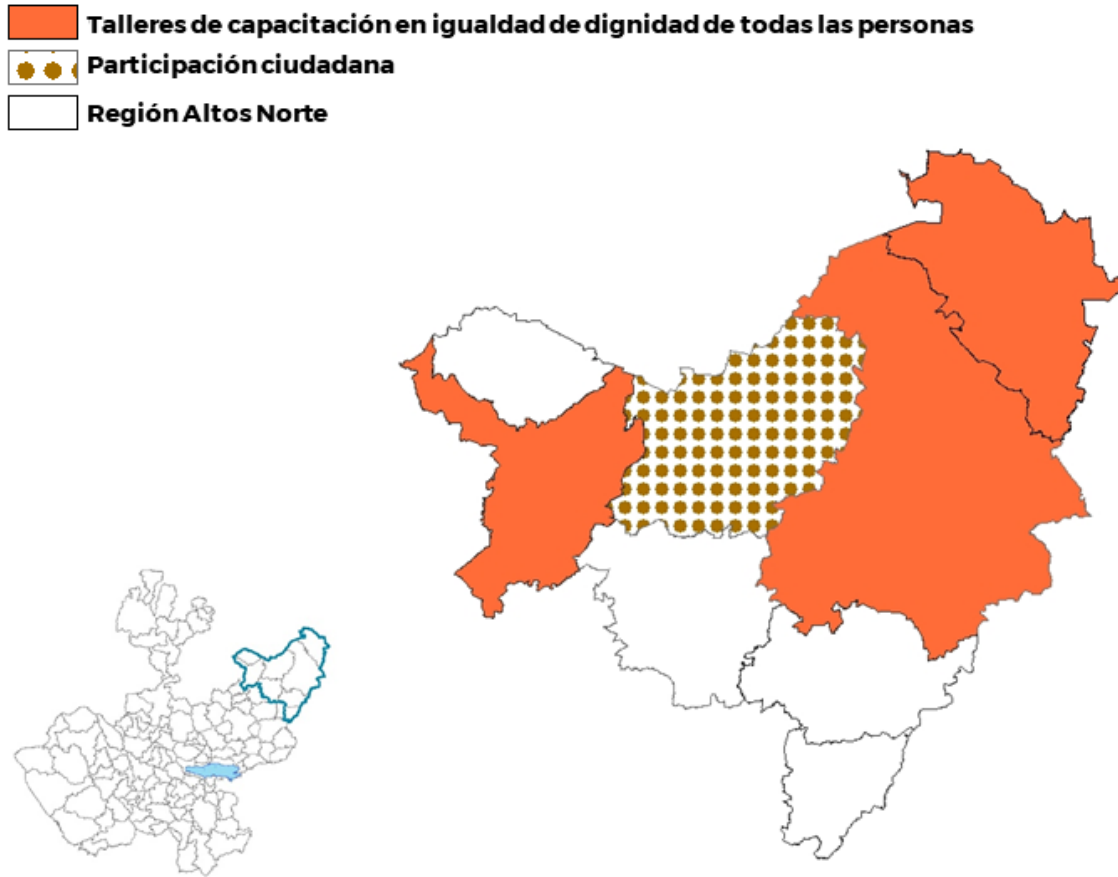 Talleres de capacitación en igualdad de dignidad de todas las personas
Participación ciudadana
Región Altos Norte